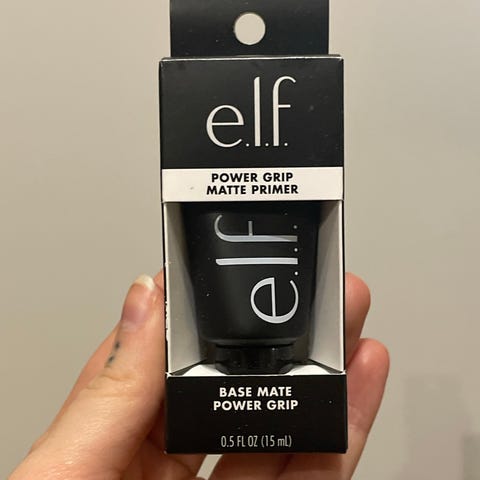 e.l.f.
POWER GRIP
MATTE PRIMER
e.l.f.
BASE MATE
POWER GRIP
0.5 FL OZ (15 mL)